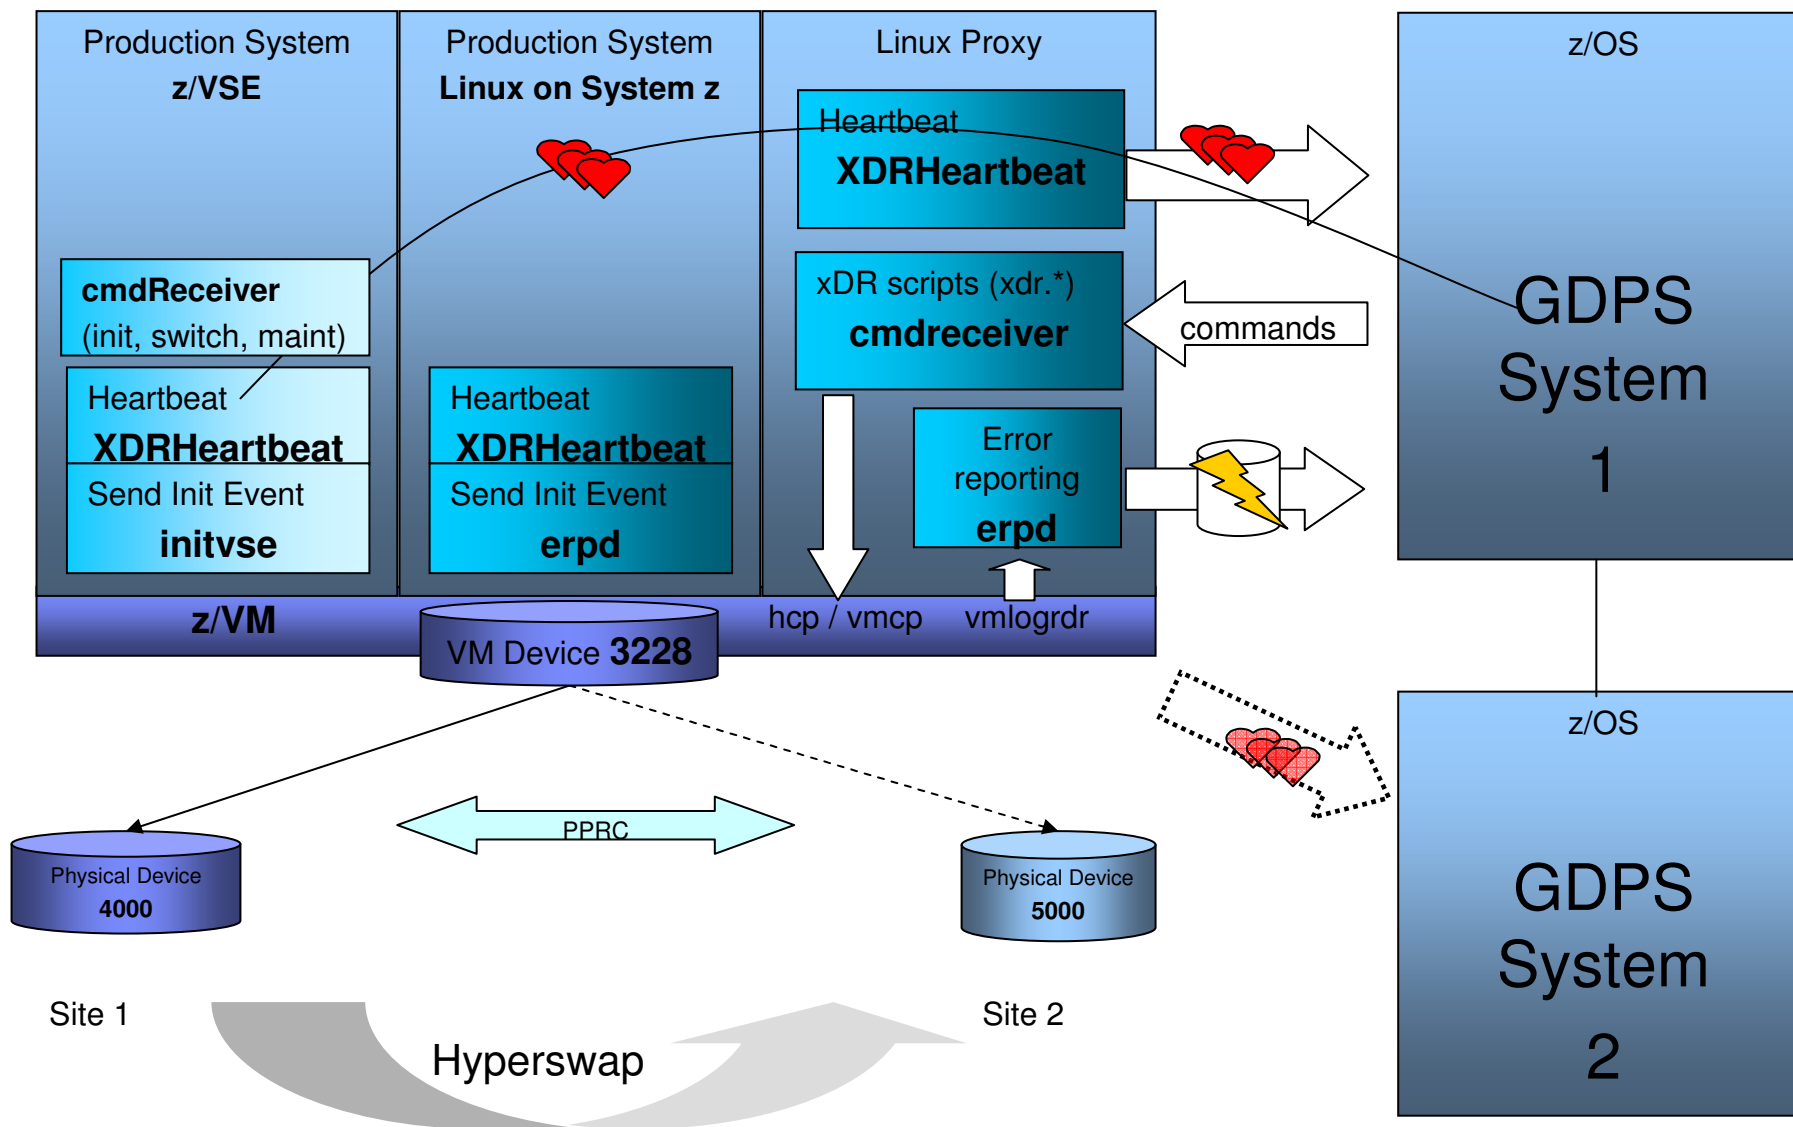 Production System
z/VSE
cmdReceiver
(init, switch, maint)
Heartbeat
XDRHeartbeat
Send Init Event
initvse
Production System
Linux on System z
Heartbeat
XDRHeartbeat
Send Init Event
erpd
Linux Proxy
Heartbeat
XDRHeartbeat
xDR scripts (xdr.*)
cmdreceiver
commands
Error
reporting
erpd
z/VM
hcp / vmcp
vmlogrdr
VM Device 3228
z/OS
GDPS
System
1
z/OS
GDPS
System
2
PPRC
Physical Device
4000
Physical Device
5000
Site 1
Site 2
Hyperswap